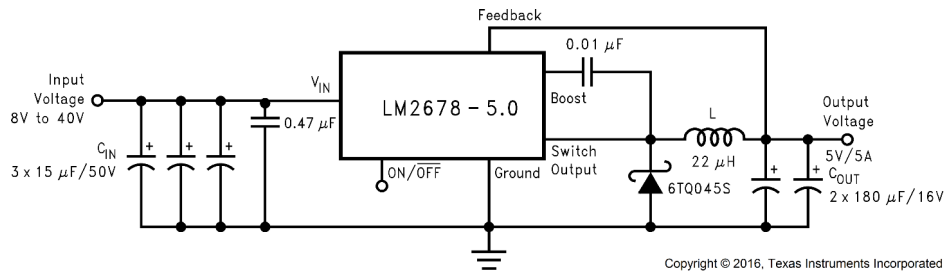 Feedback
0.01 μF
Input
Voltage
8V to 40V
V_IN
LM2678 – 5.0
Boost
L
Output
Voltage
5V/5A
0.47 μF
C_IN
3 x 15 μF/50V
+
+
+
ON/O̅F̅F̅
Ground
Switch
Output
22 μH
6TQ045S
+
+
C_OUT
2 x 180 μF/16V
Copyright © 2016, Texas Instruments Incorporated